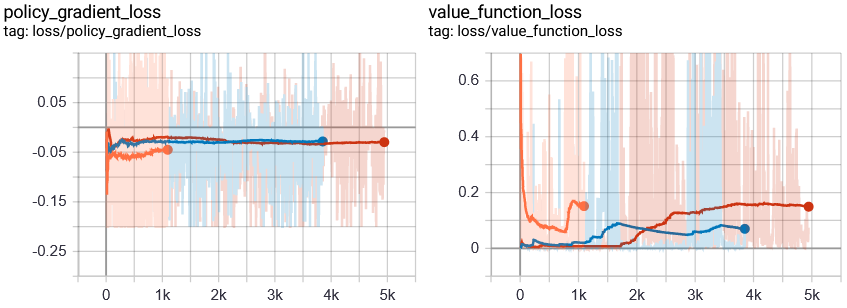 policy_gradient_loss
tag: loss/policy_gradient_loss
0.05
-0.05
-0.15
-0.25
0 1k 2k 3k 4k 5k
value_function_loss
tag: loss/value_function_loss
0.6
0.4
0.2
0
0 1k 2k 3k 4k 5k